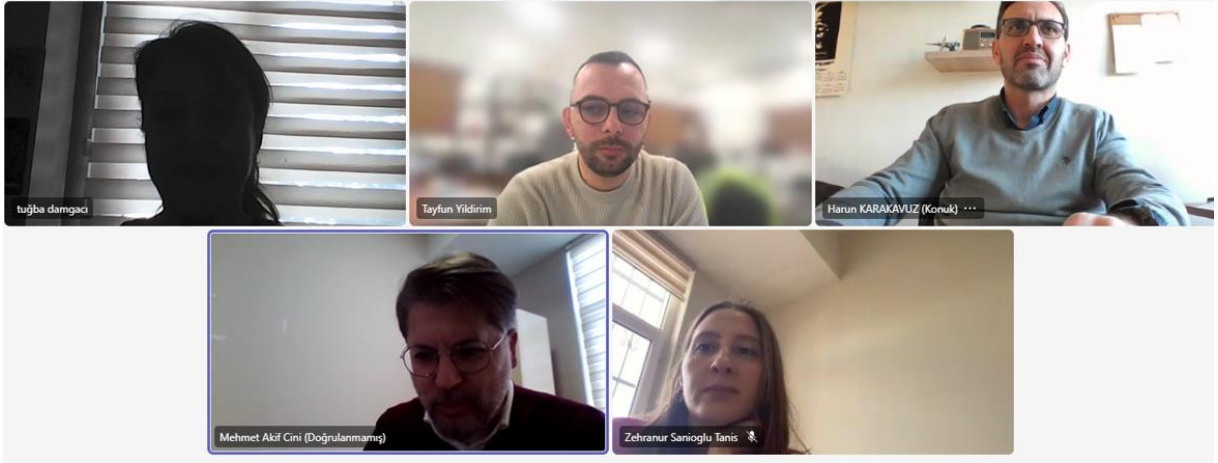 tuğba damgacı
Tayfun Yildirim
Harun KARAKAVUZ (Konuk) ···
Mehmet Akif Cini (Doğrulanmamış)
Zehranur Sanioglu Tanis